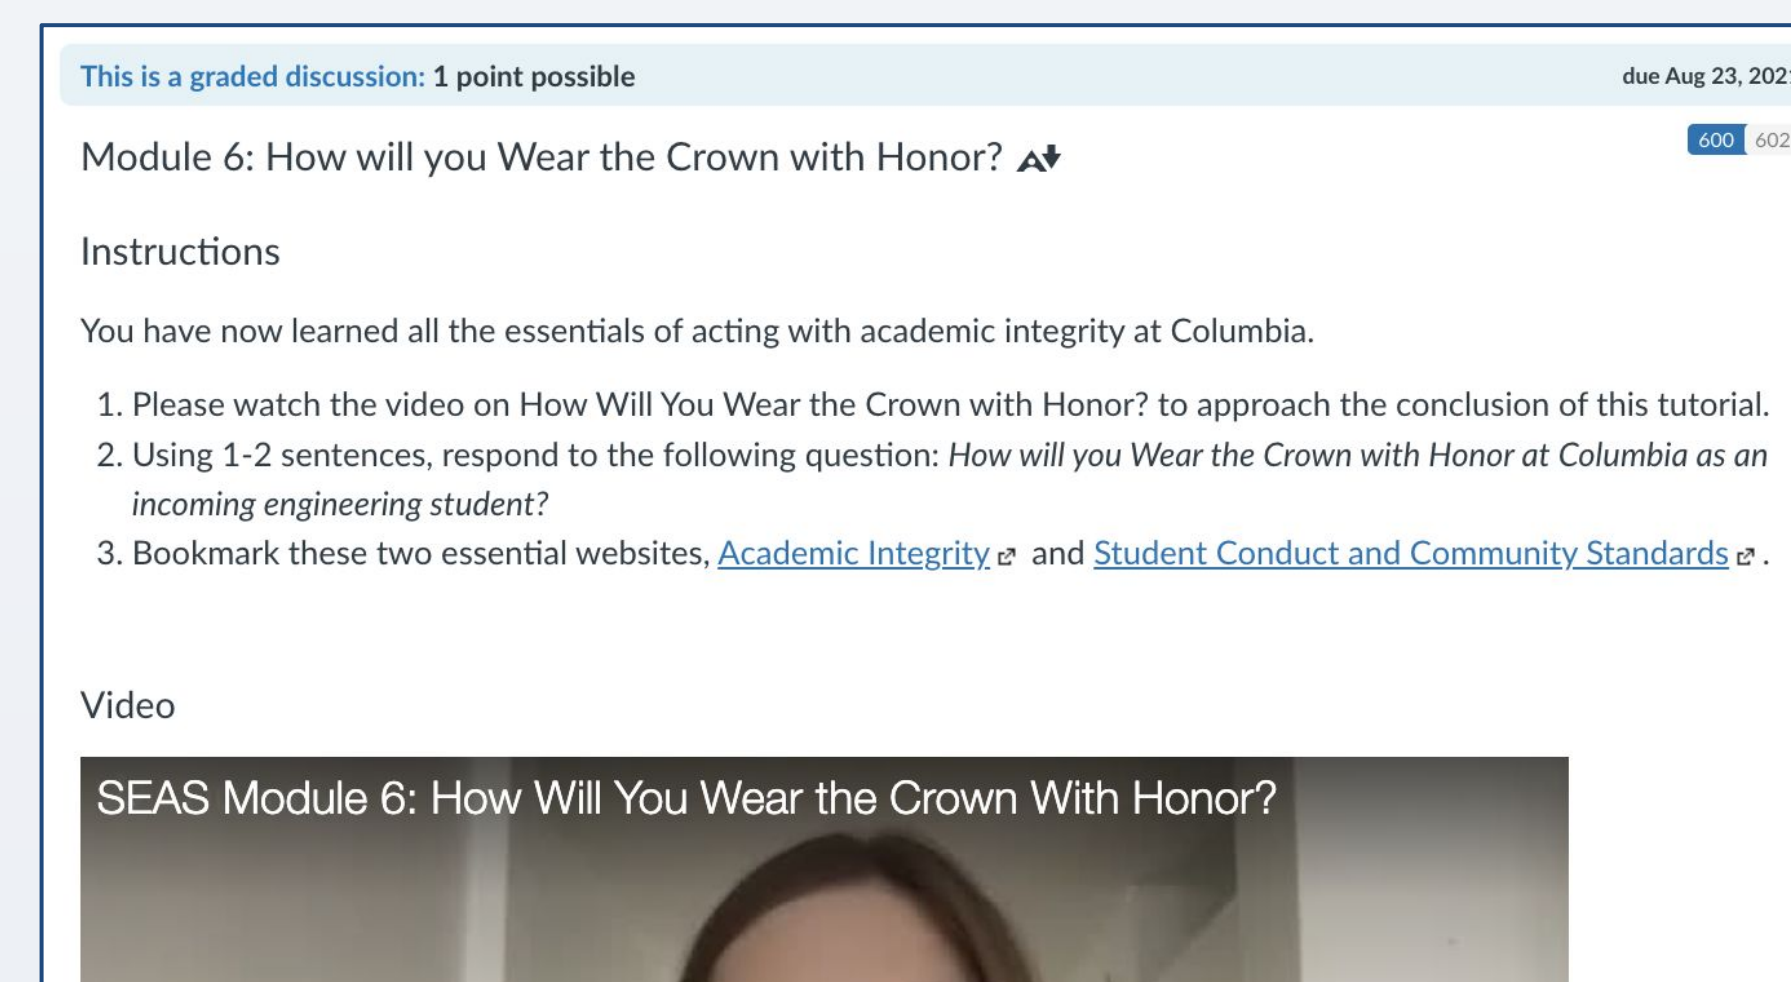 This is a graded discussion: 1 point possible
due Aug 23, 202
Module 6: How will you Wear the Crown with Honor?
600 602
Instructions
You have now learned all the essentials of acting with academic integrity at Columbia.
1. Please watch the video on How Will You Wear the Crown with Honor? to approach the conclusion of this tutorial.
2. Using 1-2 sentences, respond to the following question: How will you Wear the Crown with Honor at Columbia as an
incoming engineering student?
3. Bookmark these two essential websites, Academic Integrity and Student Conduct and Community Standards .
Video
SEAS Module 6: How Will You Wear the Crown With Honor?